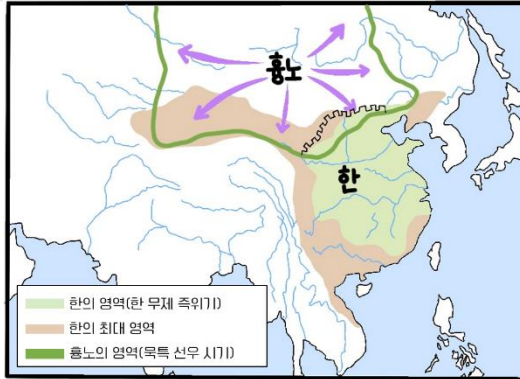 흉노
한
한의 영역(한 무제 즉위기)
한의 최대 영역
흉노의 영역(묵특 선우 시기)